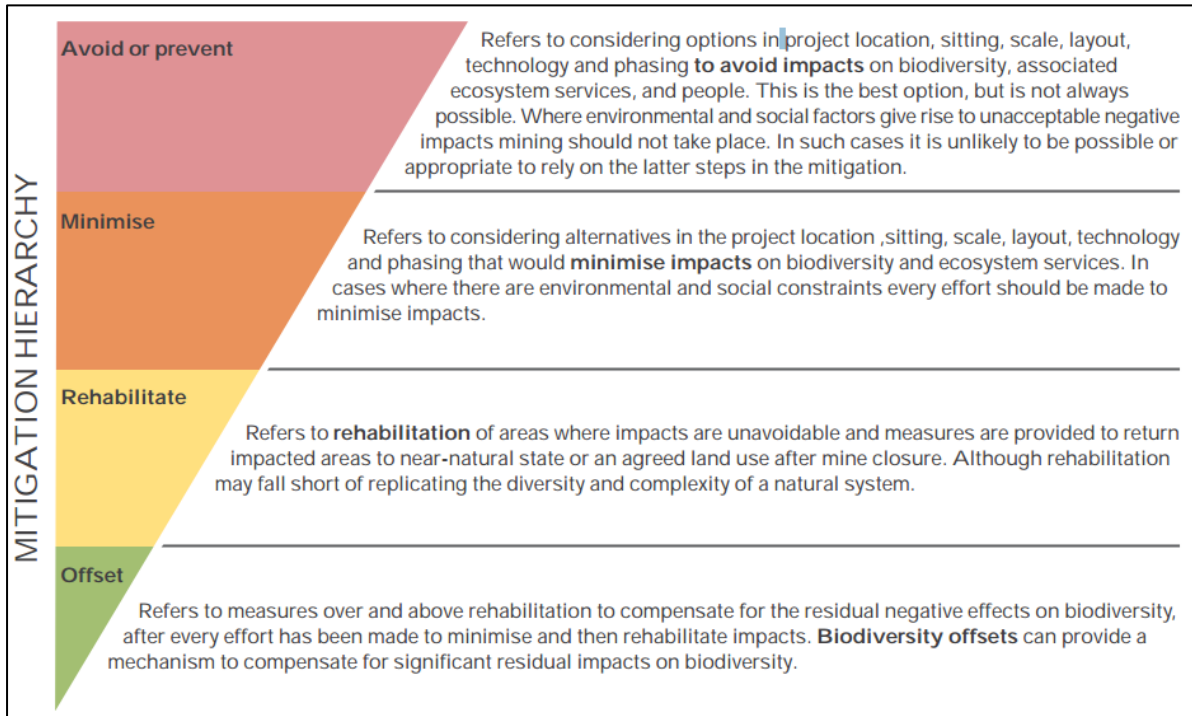 MITIGATION HIERARCHY
Avoid or prevent
Refers to considering options in project location, sitting, scale, layout,
technology and phasing to avoid impacts on biodiversity, associated
ecosystem services, and people. This is the best option, but is not always
possible. Where environmental and social factors give rise to unacceptable negative
impacts mining should not take place. In such cases it is unlikely to be possible or
appropriate to rely on the latter steps in the mitigation.
Minimise
Refers to considering alternatives in the project location ,sitting, scale, layout, technology
and phasing that would minimise impacts on biodiversity and ecosystem services. In
cases where there are environmental and social constraints every effort should be made to
minimise impacts.
Rehabilitate
Refers to rehabilitation of areas where impacts are unavoidable and measures are provided to return
impacted areas to near-natural state or an agreed land use after mine closure. Although rehabilitation
may fall short of replicating the diversity and complexity of a natural system.
Offset
Refers to measures over and above rehabilitation to compensate for the residual negative effects on biodiversity,
after every effort has been made to minimise and then rehabilitate impacts. Biodiversity offsets can provide a
mechanism to compensate for significant residual impacts on biodiversity.